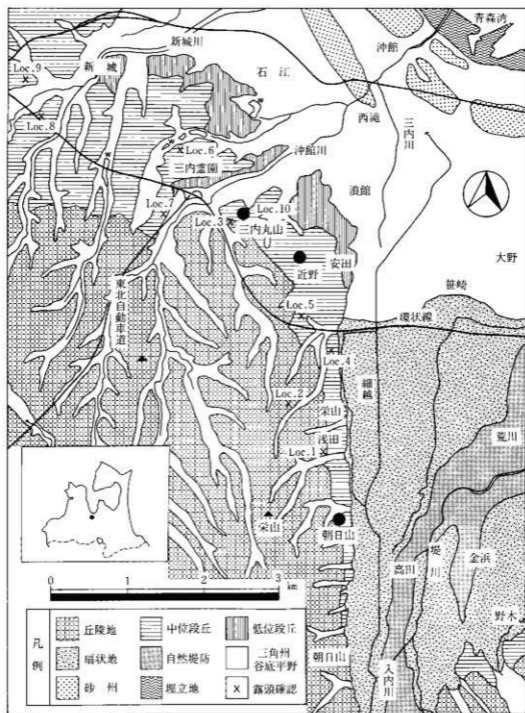 青森湾
沖館
新城川
新城
石江
Loc.9
Loc.8
西滝
三内川
Loc.6
三内霊園
沖館川
Loc.7
浪館
Loc.3
Loc.10
三内丸山
安田
近野
大野
笹崎
東北自動車道
環状線
Loc.5
Loc.4
細越
Loc.2
栄山
浅田
荒川
Loc.1
栄山
朝日山
高田
堤川
金浜
野木
朝日山
入内川
0 1 2 3
km
凡例
丘陵地
中位段丘
低位段丘
扇状地
自然堤防
三角州
谷底平野
砂州
埋立地
x
露頭確認